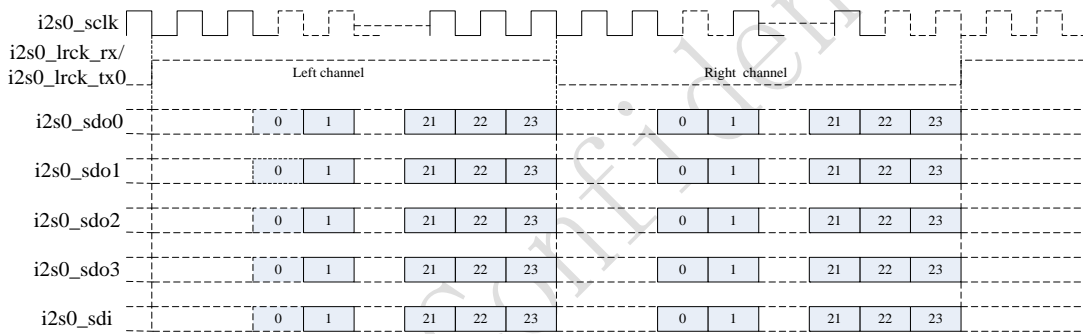 i2s0_sclk
i2s0_lrck_rx/
i2s0_lrck_tx0
Left channel
Right channel
i2s0_sdo0
0 1 21 22 23 0 1 21 22 23
i2s0_sdo1
0 1 21 22 23 0 1 21 22 23
i2s0_sdo2
0 1 21 22 23 0 1 21 22 23
i2s0_sdo3
0 1 21 22 23 0 1 21 22 23
i2s0_sdi
0 1 21 22 23 0 1 21 22 23
Confiden